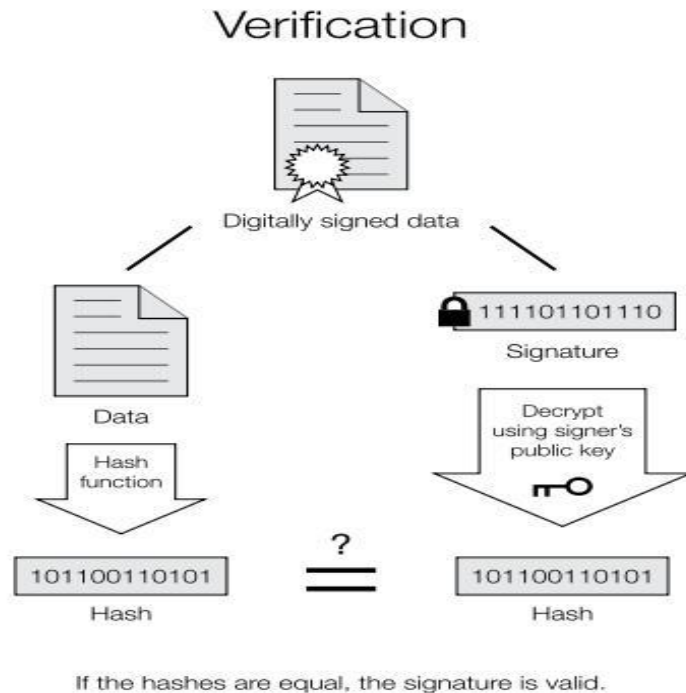 Verification
Digitally signed data
111101101110
Signature
Data
Decrypt
using signer's
public key
Hash
function
?
101100110101
=
101100110101
Hash
Hash
If the hashes are equal, the signature is valid.